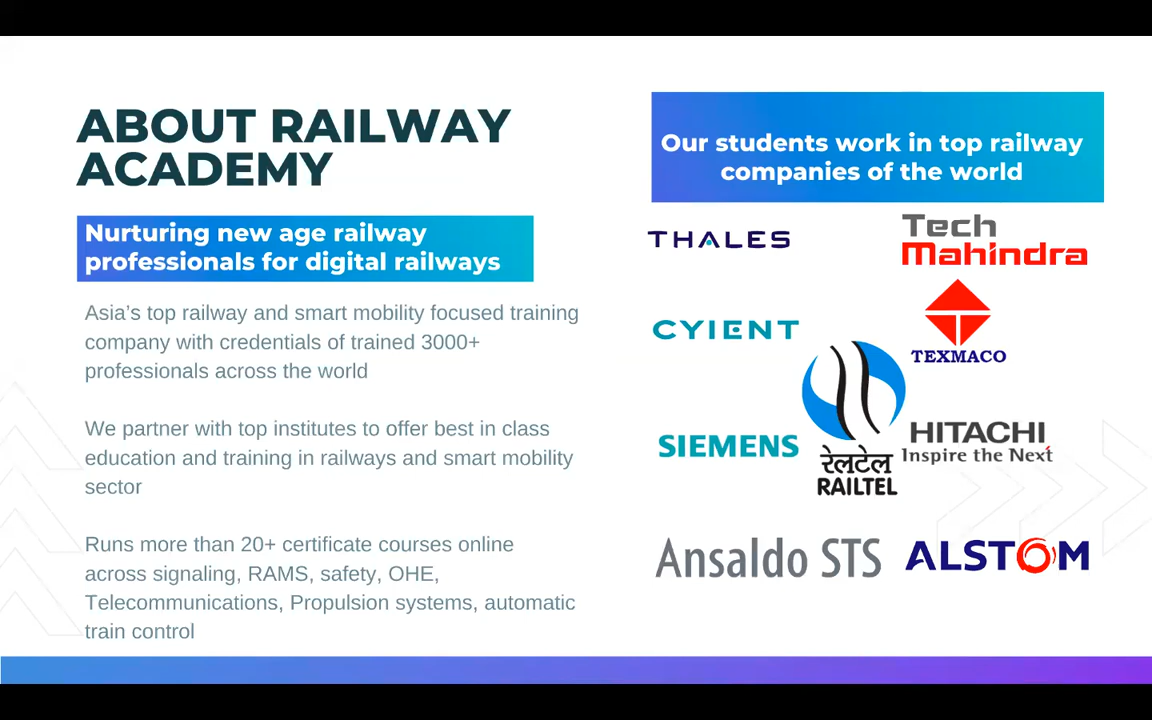 ABOUT RAILWAY
ACADEMY
Nurturing new age railway
professionals for digital railways
Asia's top railway and smart mobility focused training
company with credentials of trained 3000+
professionals across the world
We partner with top institutes to offer best in class
education and training in railways and smart mobility
sector
Runs more than 20+ certificate courses online
across signaling, RAMS, safety, OHE,
Telecommunications, Propulsion systems, automatic
train control
Our students work in top railway
companies of the world
THALES
Tech
Mahindra
CYIENT
TEXMACO
SIEMENS
रेलटेल
RAILTEL
HITACHI
Inspire the Next
Ansaldo STS
ALSTOM